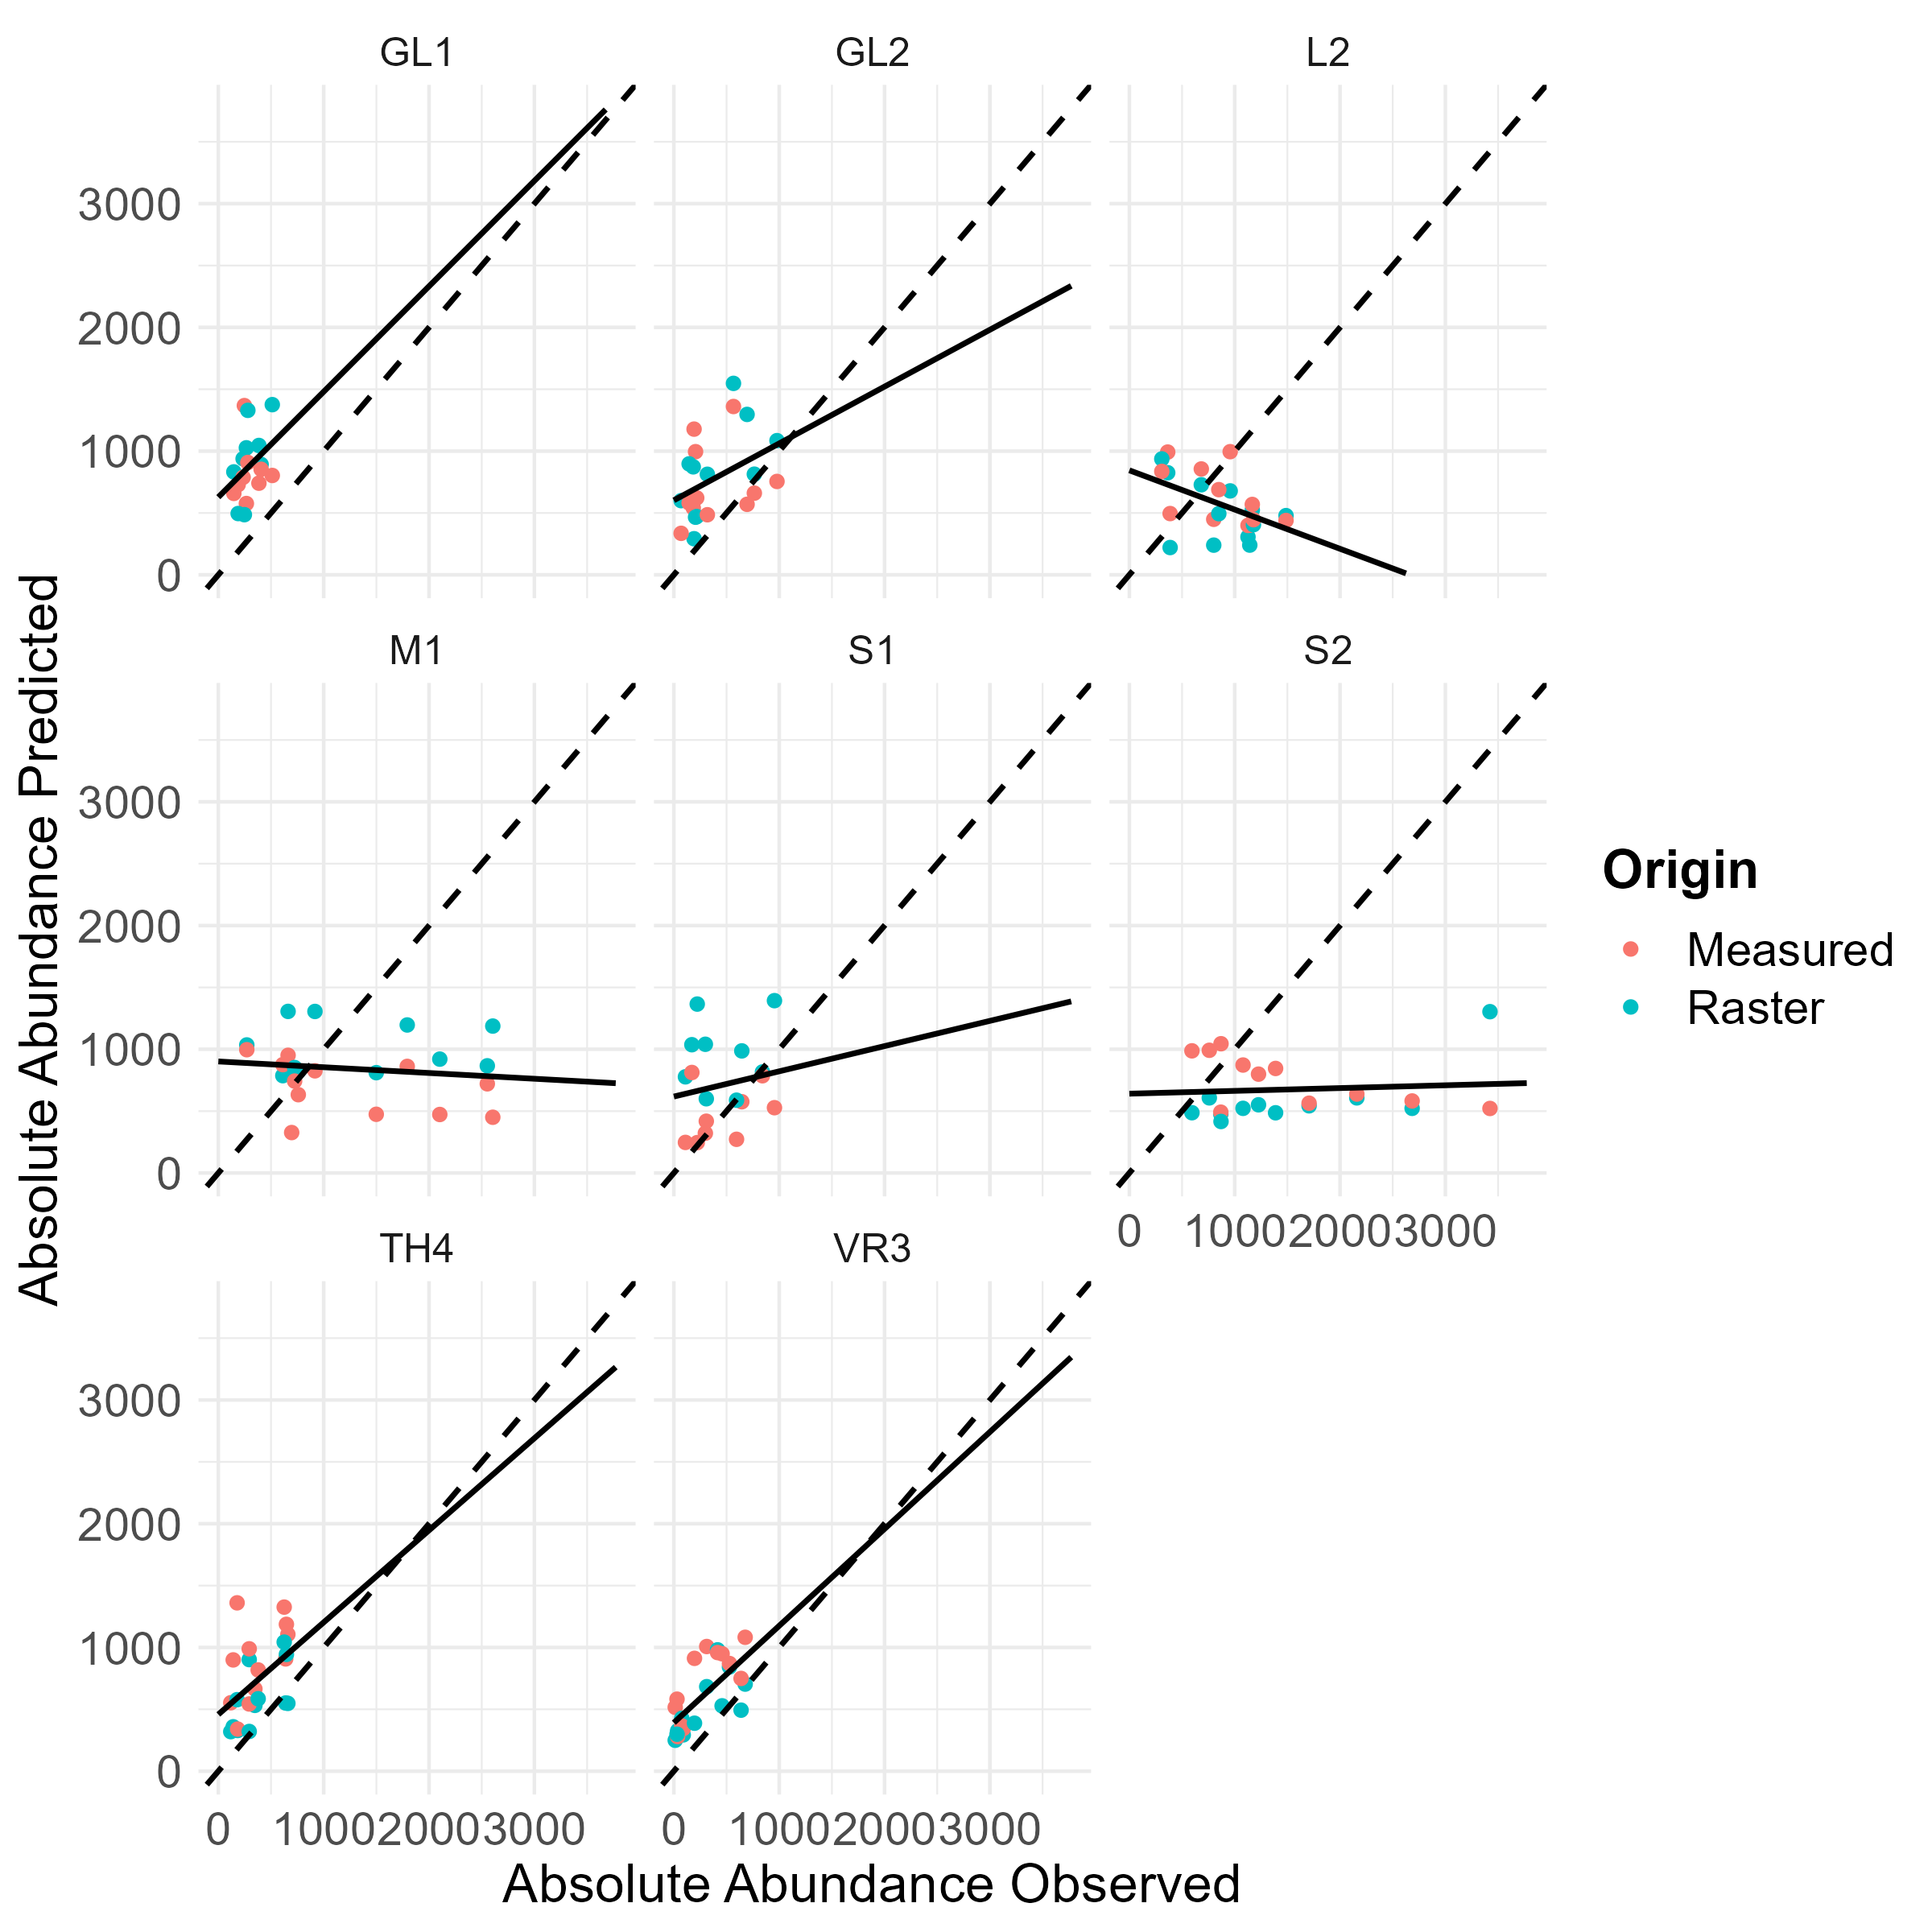 GL1 GL2 L2
3000
2000
1000
0
M1 S1 S2
3000
2000
1000
0
0 1000 2000 3000
TH4 VR3
3000
2000
1000
0
0 1000 2000 3000 0 1000 2000 3000
Absolute Abundance Observed
Absolute Abundance Predicted
Origin
Measured
Raster